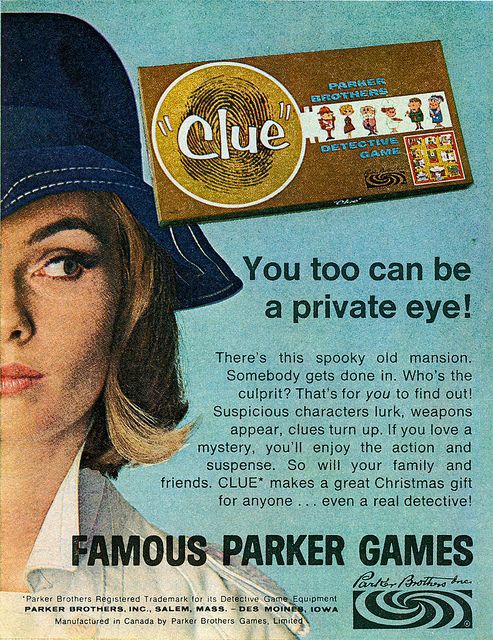 "Clue"
PARKER
BROTHERS
DETECTIVE
GAME
"Clue"
You too can be
a private eye!
There's this spooky old mansion.
Somebody gets done in. Who's the
culprit? That's for you to find out!
Suspicious characters lurk, weapons
appear, clues turn up. If you love a
mystery, you'll enjoy the action and
suspense. So will your family and
friends. CLUE* makes a great Christmas gift
for anyone . . . even a real detective!
FAMOUS PARKER GAMES
*Parker Brothers Registered Trademark for its Detective Game Equipment
PARKER BROTHERS, INC., SALEM, MASS. – DES MOINES, IOWA
Manufactured in Canada by Parker Brothers Games, Limited
Parker Brothers Inc.
®